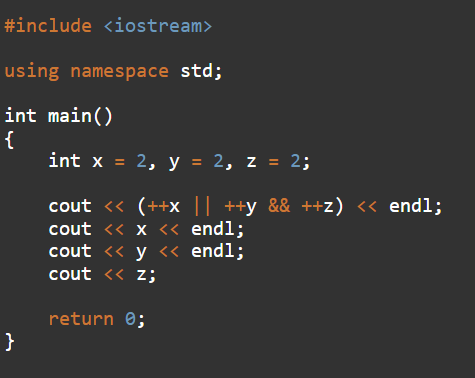 #include <iostream>
using namespace std;
int main()
{
    int x = 2, y = 2, z = 2;
    cout << (++x || ++y && ++z) << endl;
    cout << x << endl;
    cout << y << endl;
    cout << z;
    return 0;
}